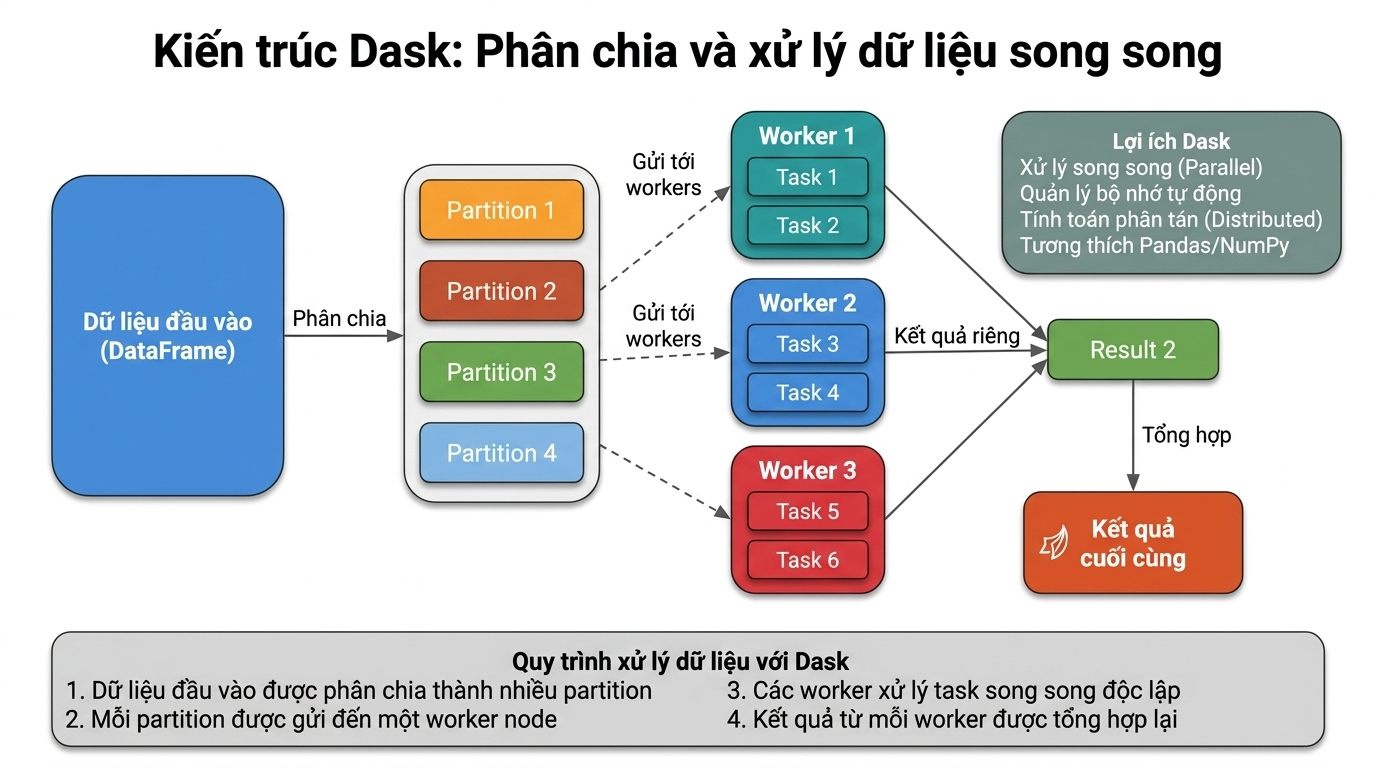 Kiến trúc Dask: Phân chia và xử lý dữ liệu song song
Dữ liệu đầu vào
(DataFrame)
Phân chia
Partition 1
Partition 2
Partition 3
Partition 4
Gửi tới
workers
Gửi tới
workers
Worker 1
Task 1
Task 2
Worker 2
Task 3
Task 4
Worker 3
Task 5
Task 6
Kết quả riêng
Lợi ích Dask
Xử lý song song (Parallel)
Quản lý bộ nhớ tự động
Tính toán phân tán (Distributed)
Tương thích Pandas/NumPy
Result 2
Tổng hợp
Kết quả
cuối cùng
Quy trình xử lý dữ liệu với Dask
1. Dữ liệu đầu vào được phân chia thành nhiều partition
2. Mỗi partition được gửi đến một worker node
3. Các worker xử lý task song song độc lập
4. Kết quả từ mỗi worker được tổng hợp lại